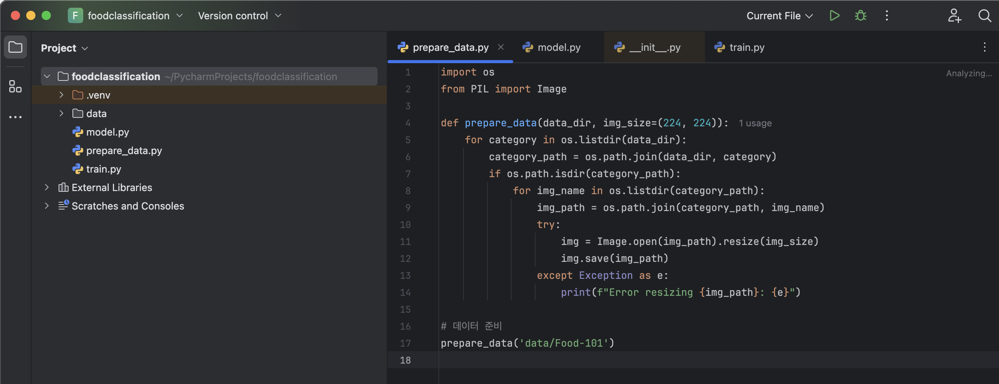 F foodclassification Version control Current File
Project
foodclassification ~/PycharmProjects/foodclassification
.venv
data
model.py
prepare_data.py
train.py
External Libraries
Scratches and Consoles
prepare_data.py model.py __init__.py train.py
Analyzing...
1 import os
2 from PIL import Image
3
4 def prepare_data(data_dir, img_size=(224, 224)): 1 usage
5     for category in os.listdir(data_dir):
6         category_path = os.path.join(data_dir, category)
7         if os.path.isdir(category_path):
8             for img_name in os.listdir(category_path):
9                 img_path = os.path.join(category_path, img_name)
10                 try:
11                     img = Image.open(img_path).resize(img_size)
12                     img.save(img_path)
13                 except Exception as e:
14                     print(f"Error resizing {img_path}: {e}")
15
16 # 데이터 준비
17 prepare_data('data/Food-101')
18